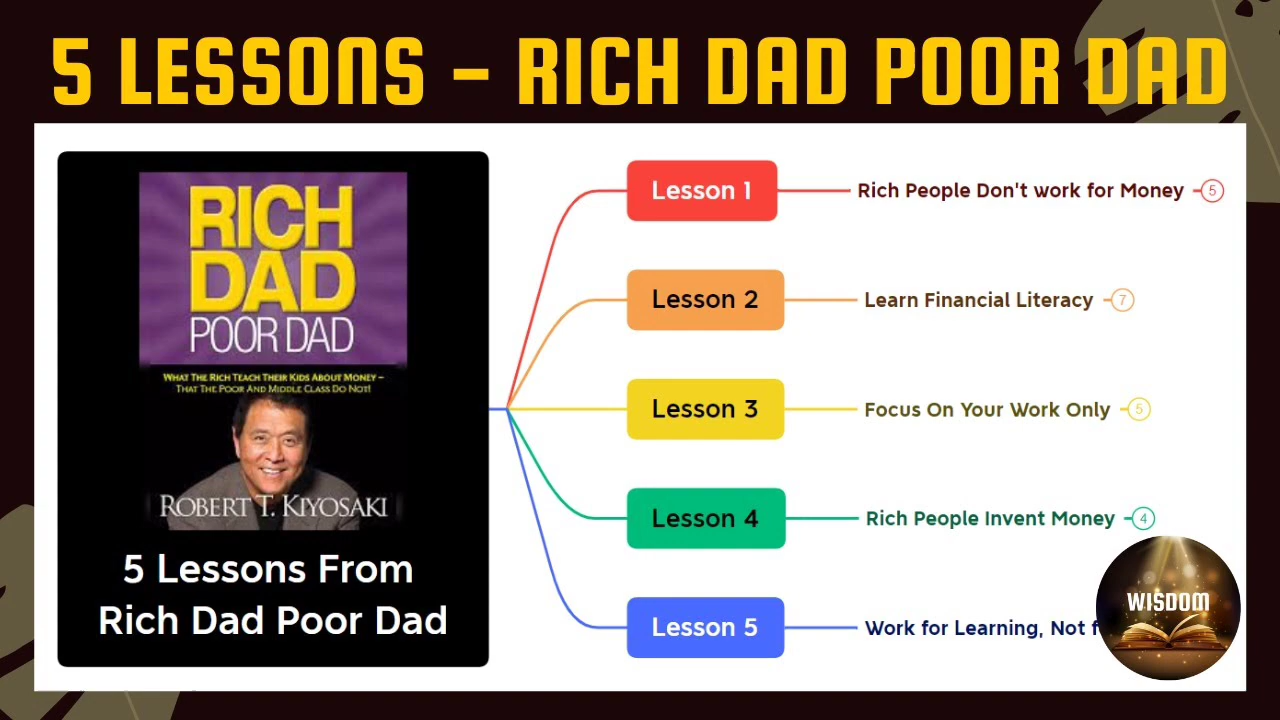 5 LESSONS - RICH DAD POOR DAD
RICH
DAD
POOR DAD
WHAT THE RICH TEACH THEIR KIDS ABOUT MONEY –
THAT THE POOR AND MIDDLE CLASS DO NOT!
ROBERT T. KIYOSAKI
5 Lessons From
Rich Dad Poor Dad
Lesson 1 Rich People Don't work for Money 5
Lesson 2 Learn Financial Literacy 7
Lesson 3 Focus On Your Work Only 5
Lesson 4 Rich People Invent Money 4
Lesson 5 Work for Learning, Not
WISDOM